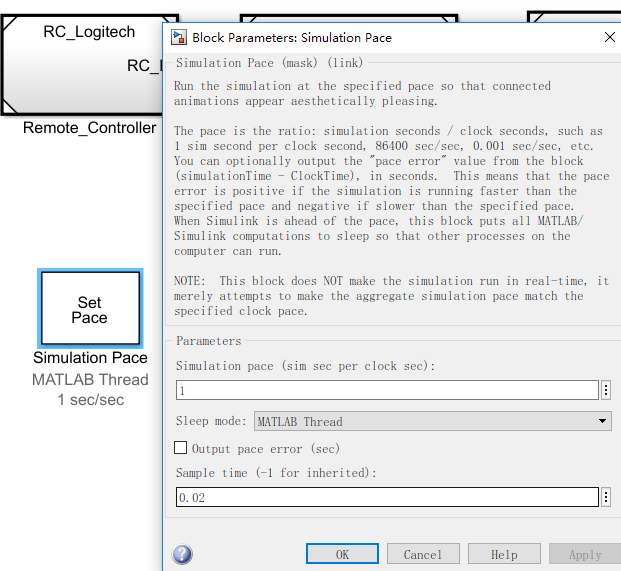 RC_Logitech
RC_
Remote_Controller
Set
Pace
Simulation Pace
MATLAB Thread
1 sec/sec
Block Parameters: Simulation Pace
Simulation Pace (mask) (link)
Run the simulation at the specified pace so that connected
animations appear aesthetically pleasing.
The pace is the ratio: simulation seconds / clock seconds, such as
1 sim second per clock second, 86400 sec/sec, 0.001 sec/sec, etc.
You can optionally output the "pace error" value from the block
(simulationTime - ClockTime), in seconds.  This means that the pace
error is positive if the simulation is running faster than the
specified pace and negative if slower than the specified pace.
When Simulink is ahead of the pace, this block puts all MATLAB/
Simulink computations to sleep so that other processes on the
computer can run.
NOTE:  This block does NOT make the simulation run in real-time, it
merely attempts to make the aggregate simulation pace match the
specified clock pace.
Parameters
Simulation pace (sim sec per clock sec):
1
Sleep mode: MATLAB Thread
Output pace error (sec)
Sample time (-1 for inherited):
0.02
OK Cancel Help Apply